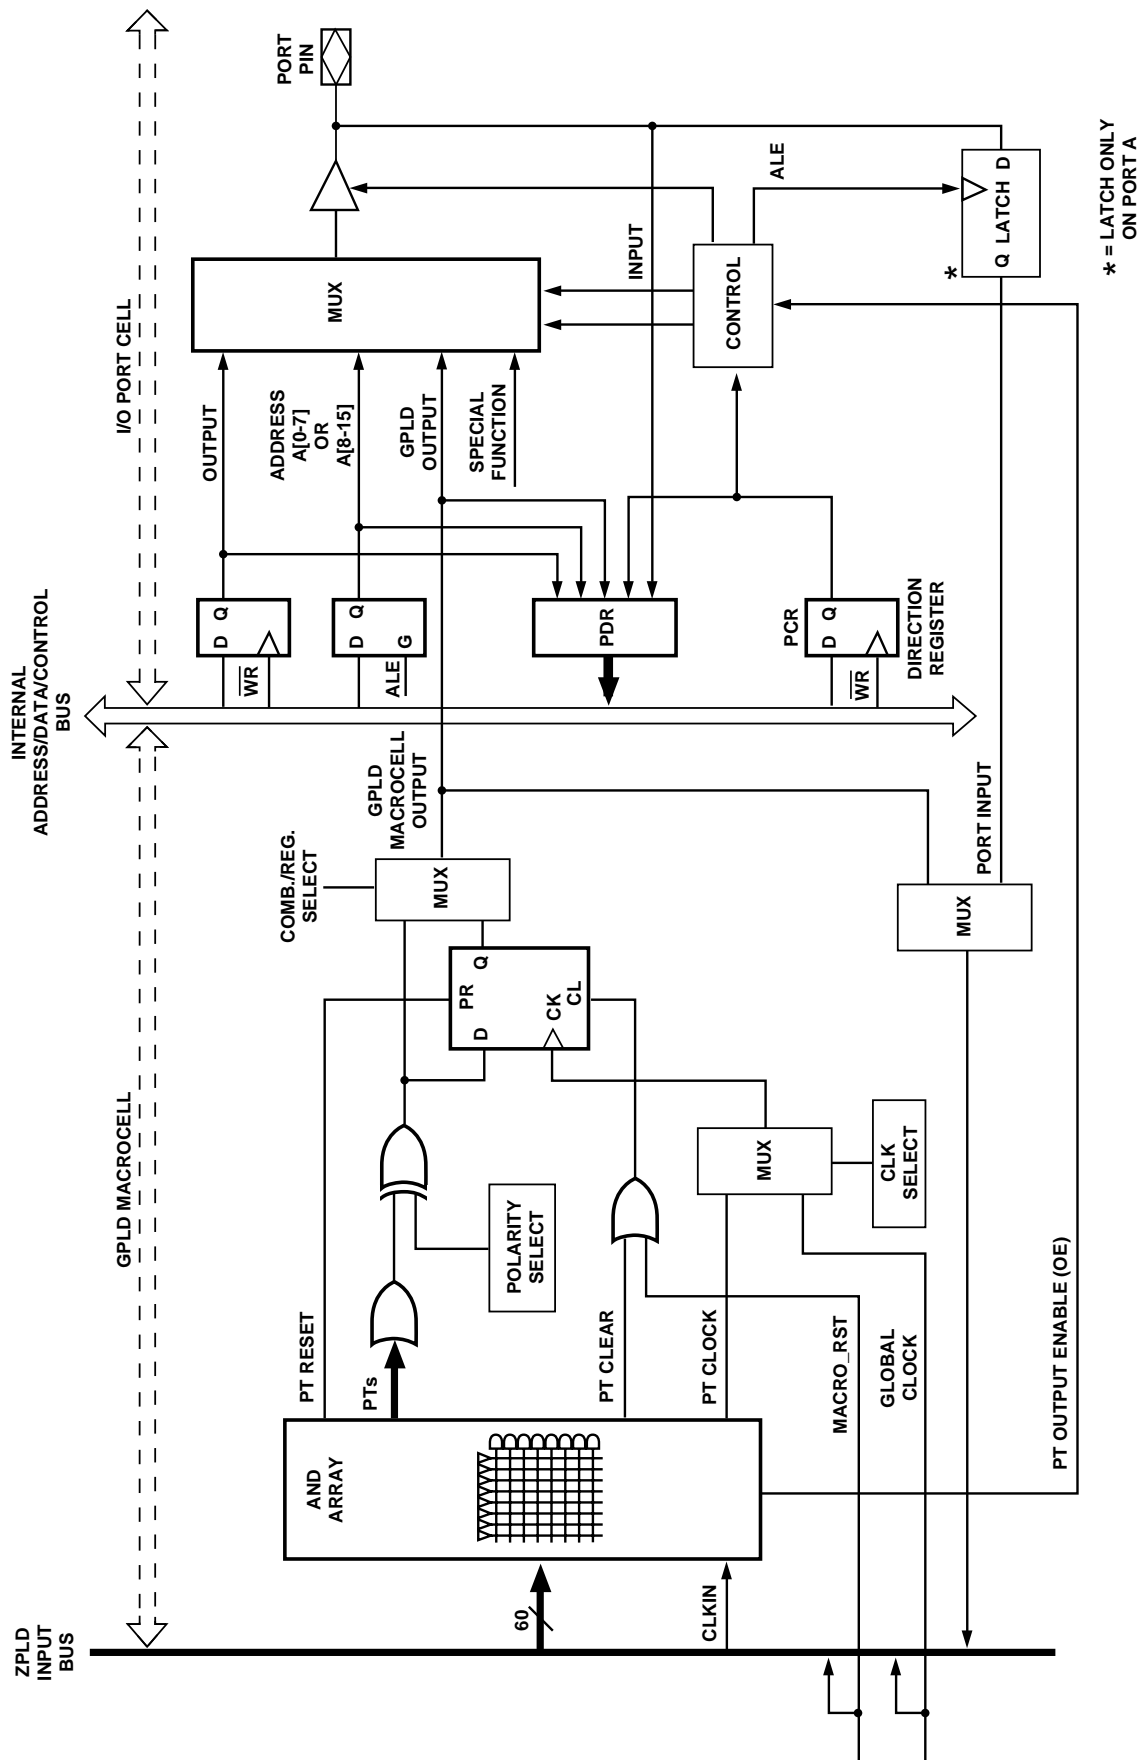 ZPLD
INPUT
BUS
GPLD MACROCELL
INTERNAL
ADDRESS/DATA/CONTROL
BUS
I/O PORT CELL
60
CLKIN
AND
ARRAY
PT RESET
PTs
PT CLEAR
PT CLOCK
MACRO_RST
GLOBAL
CLOCK
PT OUTPUT ENABLE (OE)
POLARITY
SELECT
MUX
CLK
SELECT
PR
D
Q
CK
CL
COMB./REG.
SELECT
MUX
GPLD
MACROCELL
OUTPUT
MUX
PORT INPUT
D Q
WR
D Q
ALE
G
PDR
PCR
D Q
WR
DIRECTION
REGISTER
OUTPUT
ADDRESS
A[0-7]
OR
A[8-15]
GPLD
OUTPUT
SPECIAL
FUNCTION
MUX
INPUT
CONTROL
ALE
*
Q LATCH D
PORT
PIN
* = LATCH ONLY
ON PORT A